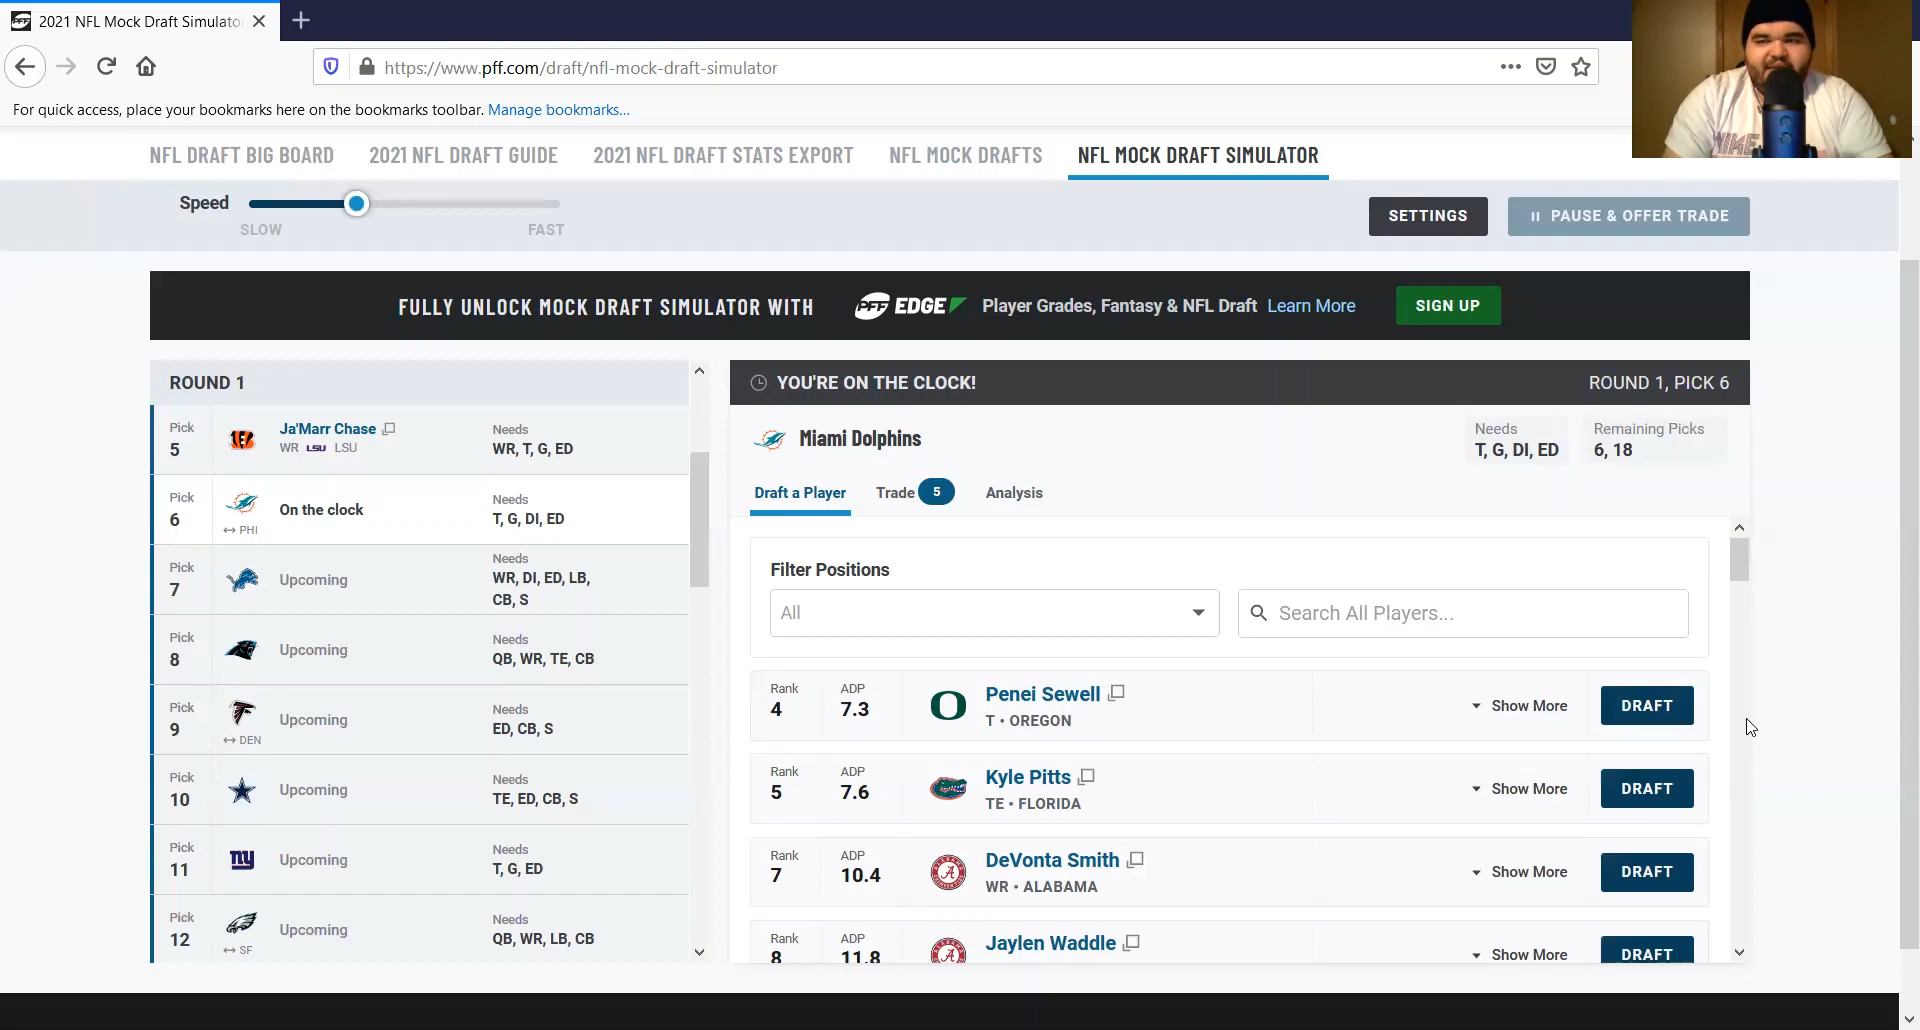 2021 NFL Mock Draft Simulato
https://www.pff.com/draft/nfl-mock-draft-simulator
For quick access, place your bookmarks here on the bookmarks toolbar. Manage bookmarks...
NFL DRAFT BIG BOARD 2021 NFL DRAFT GUIDE 2021 NFL DRAFT STATS EXPORT NFL MOCK DRAFTS NFL MOCK DRAFT SIMULATOR
Speed
SLOW FAST
SETTINGS PAUSE & OFFER TRADE
FULLY UNLOCK MOCK DRAFT SIMULATOR WITH PFF EDGE Player Grades, Fantasy & NFL Draft Learn More SIGN UP
ROUND 1
Pick 5 Ja'Marr Chase Needs
WR LSU LSU WR, T, G, ED
Pick 6 On the clock Needs
↔ PHI T, G, DI, ED
Pick 7 Upcoming Needs
WR, DI, ED, LB,
CB, S
Pick 8 Upcoming Needs
QB, WR, TE, CB
Pick 9 Upcoming Needs
↔ DEN ED, CB, S
Pick 10 Upcoming Needs
TE, ED, CB, S
Pick 11 ny Upcoming Needs
T, G, ED
Pick 12 Upcoming Needs
↔ SF QB, WR, LB, CB
YOU'RE ON THE CLOCK! ROUND 1, PICK 6
Miami Dolphins
Needs Remaining Picks
T, G, DI, ED 6, 18
Draft a Player Trade 5 Analysis
Filter Positions
All Search All Players...
Rank ADP Penei Sewell
4 7.3 T • OREGON Show More DRAFT
Rank ADP Kyle Pitts
5 7.6 TE • FLORIDA Show More DRAFT
Rank ADP DeVonta Smith
7 10.4 WR • ALABAMA Show More DRAFT
Rank ADP Jaylen Waddle
8 11.8 Show More DRAFT
NIKE